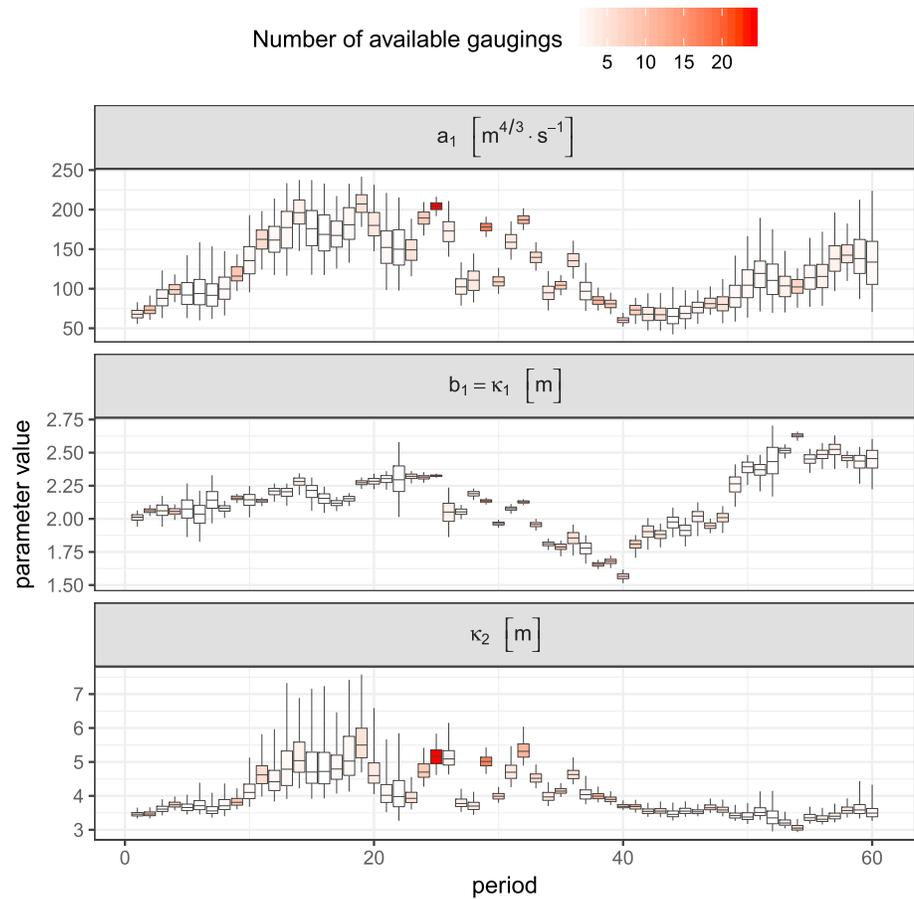 Number of available gaugings
5 10 15 20
a₁ [m⁴ᐟ³ · s⁻¹]
250
200
150
100
50
b₁ = κ₁ [m]
2.75
2.50
2.25
2.00
1.75
1.50
parameter value
κ₂ [m]
7
6
5
4
3
0 20 40 60
period